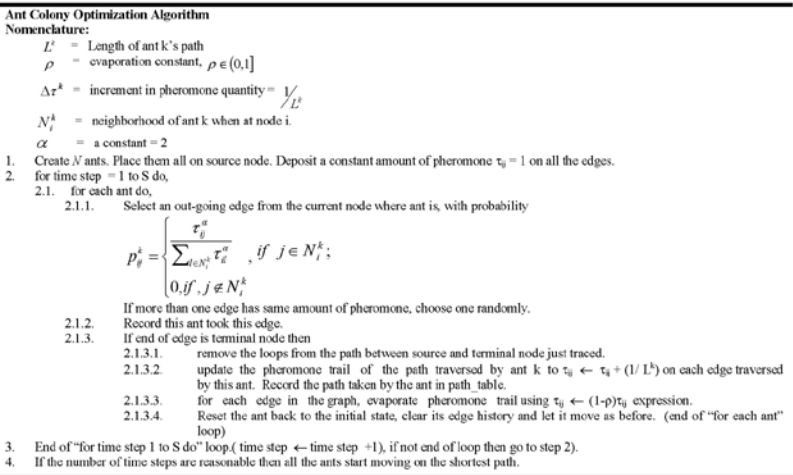 Ant Colony Optimization Algorithm
Nomenclature:
L^k = Length of ant k's path
ρ = evaporation constant, ρ ∈ (0,1]
Δτ^k = increment in pheromone quantity = 1/L^k
N_i^k = neighborhood of ant k when at node i.
α = a constant = 2
1. Create N ants. Place them all on source node. Deposit a constant amount of pheromone τ_ij = 1 on all the edges.
2. for time step = 1 to S do,
2.1. for each ant do,
2.1.1. Select an out-going edge from the current node where ant is, with probability
p_ij^k = { τ_ij^α / ∑_{l∈N_i^k} τ_il^α , if j ∈ N_i^k;
0, if , j ∉ N_i^k
If more than one edge has same amount of pheromone, choose one randomly.
2.1.2. Record this ant took this edge.
2.1.3. If end of edge is terminal node then
2.1.3.1. remove the loops from the path between source and terminal node just traced.
2.1.3.2. update the pheromone trail of the path traversed by ant k to τ_ij ← τ_ij + (1/ L^k) on each edge traversed
by this ant. Record the path taken by the ant in path_table.
2.1.3.3. for each edge in the graph, evaporate pheromone trail using τ_ij ← (1-ρ)τ_ij expression.
2.1.3.4. Reset the ant back to the initial state, clear its edge history and let it move as before. (end of "for each ant"
loop)
3. End of "for time step 1 to S do" loop.( time step ← time step +1), if not end of loop then go to step 2).
4. If the number of time steps are reasonable then all the ants start moving on the shortest path.